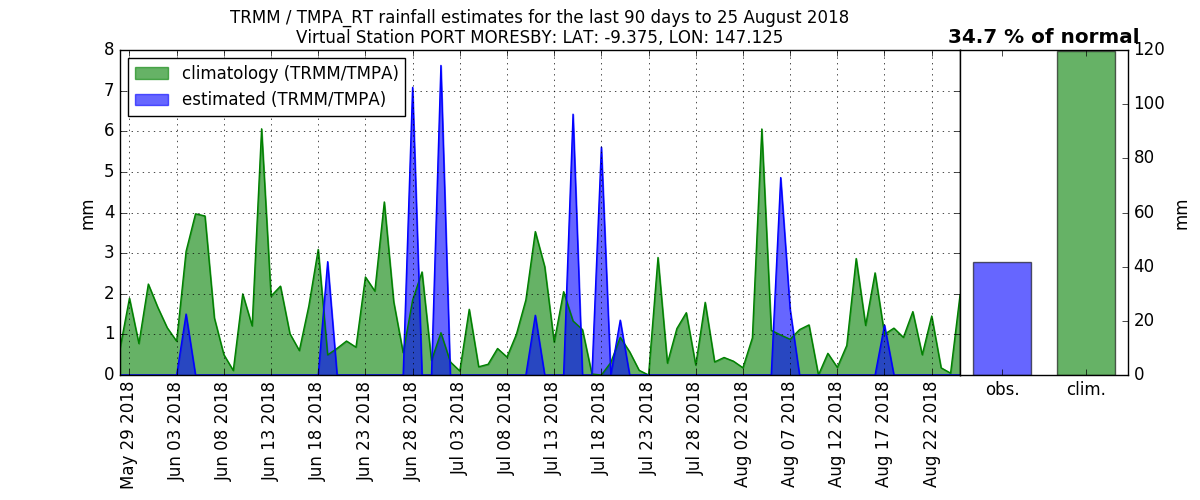 TRMM / TMPA_RT rainfall estimates for the last 90 days to 25 August 2018
Virtual Station PORT MORESBY: LAT: -9.375, LON: 147.125
34.7 % of normal
climatology (TRMM/TMPA)
estimated (TRMM/TMPA)
mm
8
7
6
5
4
3
2
1
0
May 29 2018
Jun 03 2018
Jun 08 2018
Jun 13 2018
Jun 18 2018
Jun 23 2018
Jun 28 2018
Jul 03 2018
Jul 08 2018
Jul 13 2018
Jul 18 2018
Jul 23 2018
Jul 28 2018
Aug 02 2018
Aug 07 2018
Aug 12 2018
Aug 17 2018
Aug 22 2018
obs.
clim.
120
100
80
60
40
20
0
mm